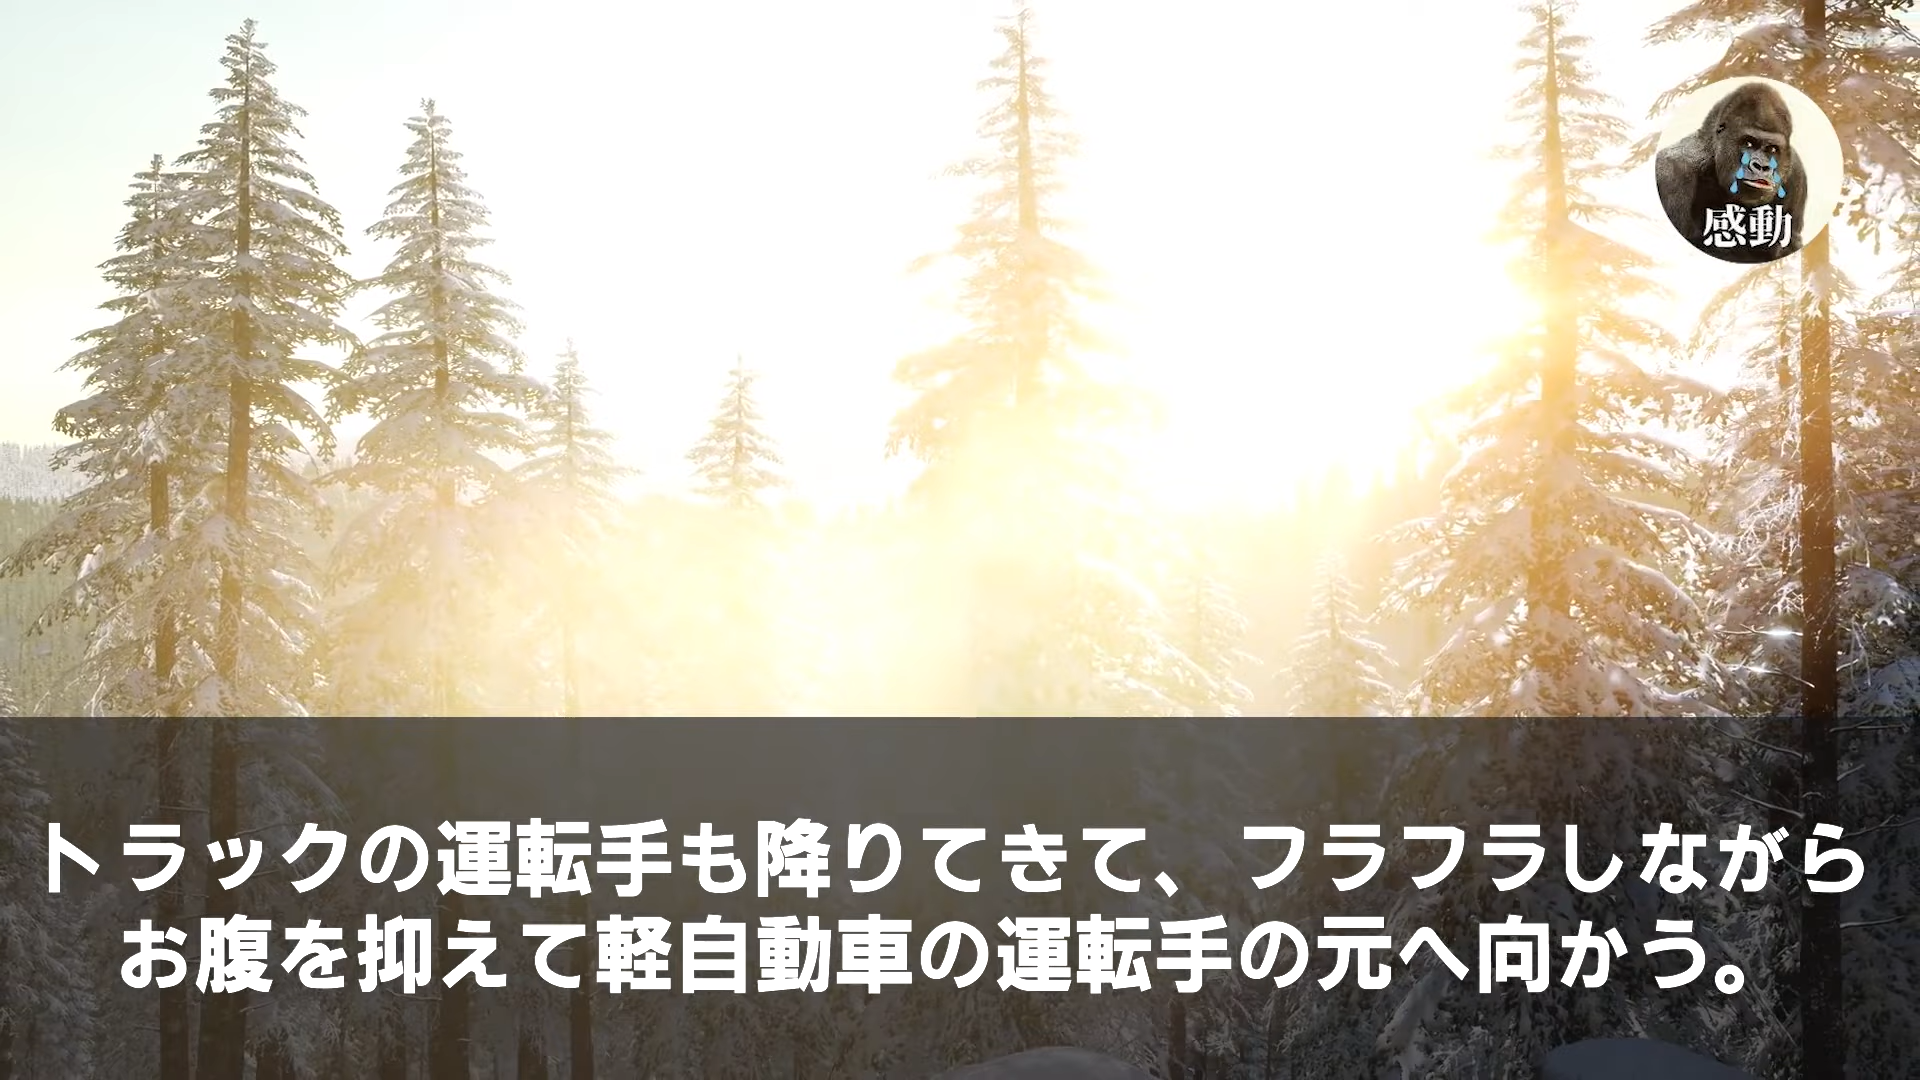 感動
トラックの運転手も降りてきて、フラフラしながら
お腹を抑えて軽自動車の運転手の元へ向かう。